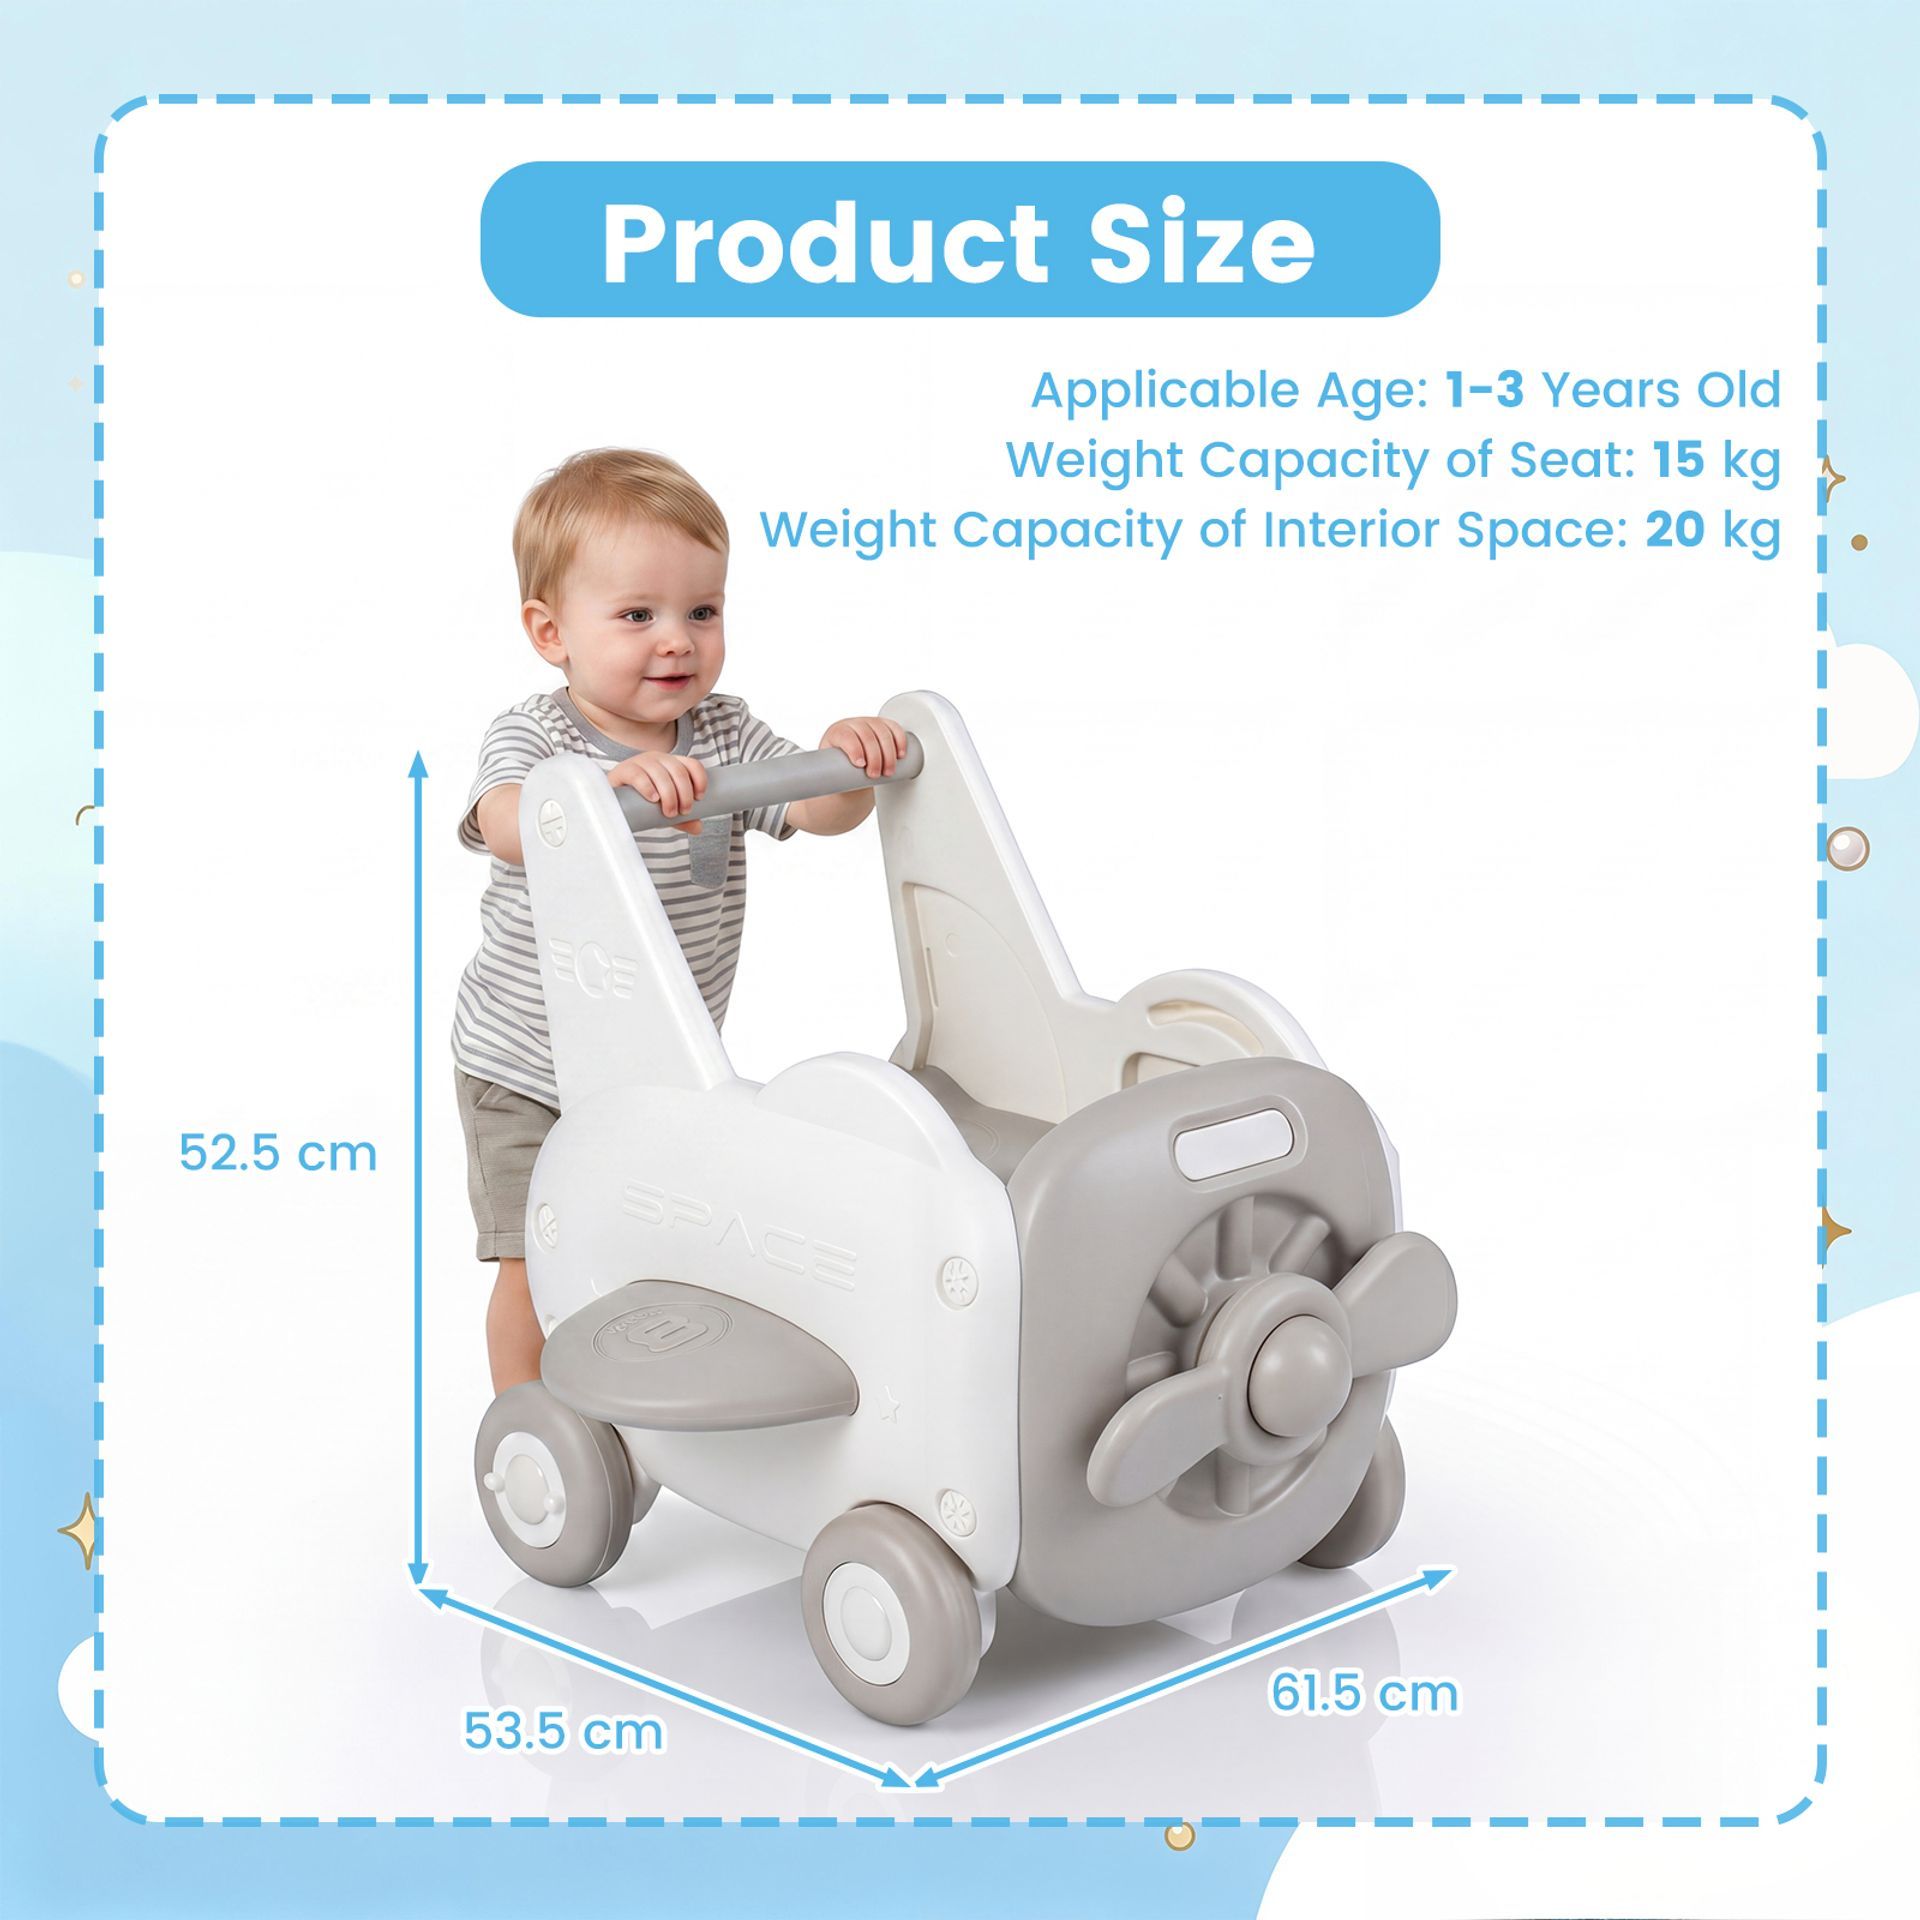 Product Size
Applicable Age: 1-3 Years Old
Weight Capacity of Seat: 15 kg
Weight Capacity of Interior Space: 20 kg
52.5 cm
SPACE
53.5 cm
61.5 cm